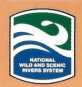 NATIONAL
WILD AND SCENIC
RIVERS SYSTEM